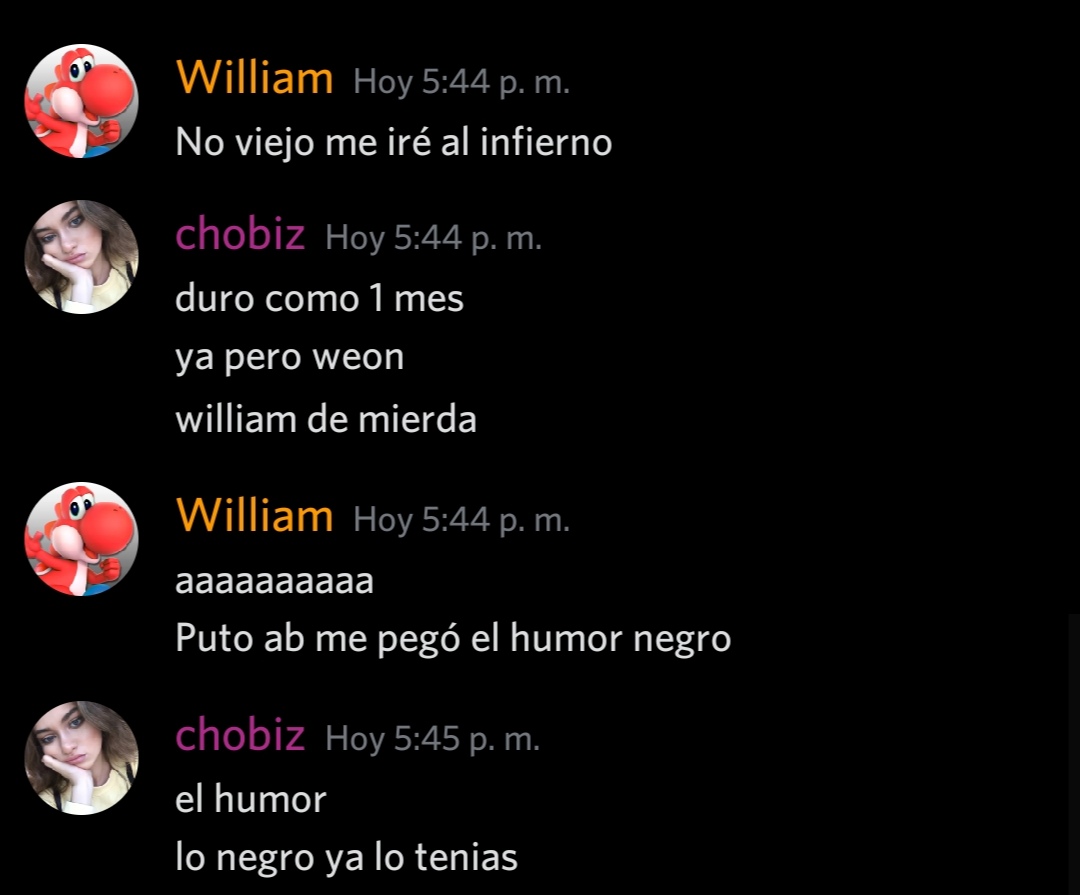 William Hoy 5:44 p. m.
No viejo me iré al infierno
chobiz Hoy 5:44 p. m.
duro como 1 mes
ya pero weon
william de mierda
William Hoy 5:44 p. m.
aaaaaaaaaa
Puto ab me pegó el humor negro
chobiz Hoy 5:45 p. m.
el humor
lo negro ya lo tenias